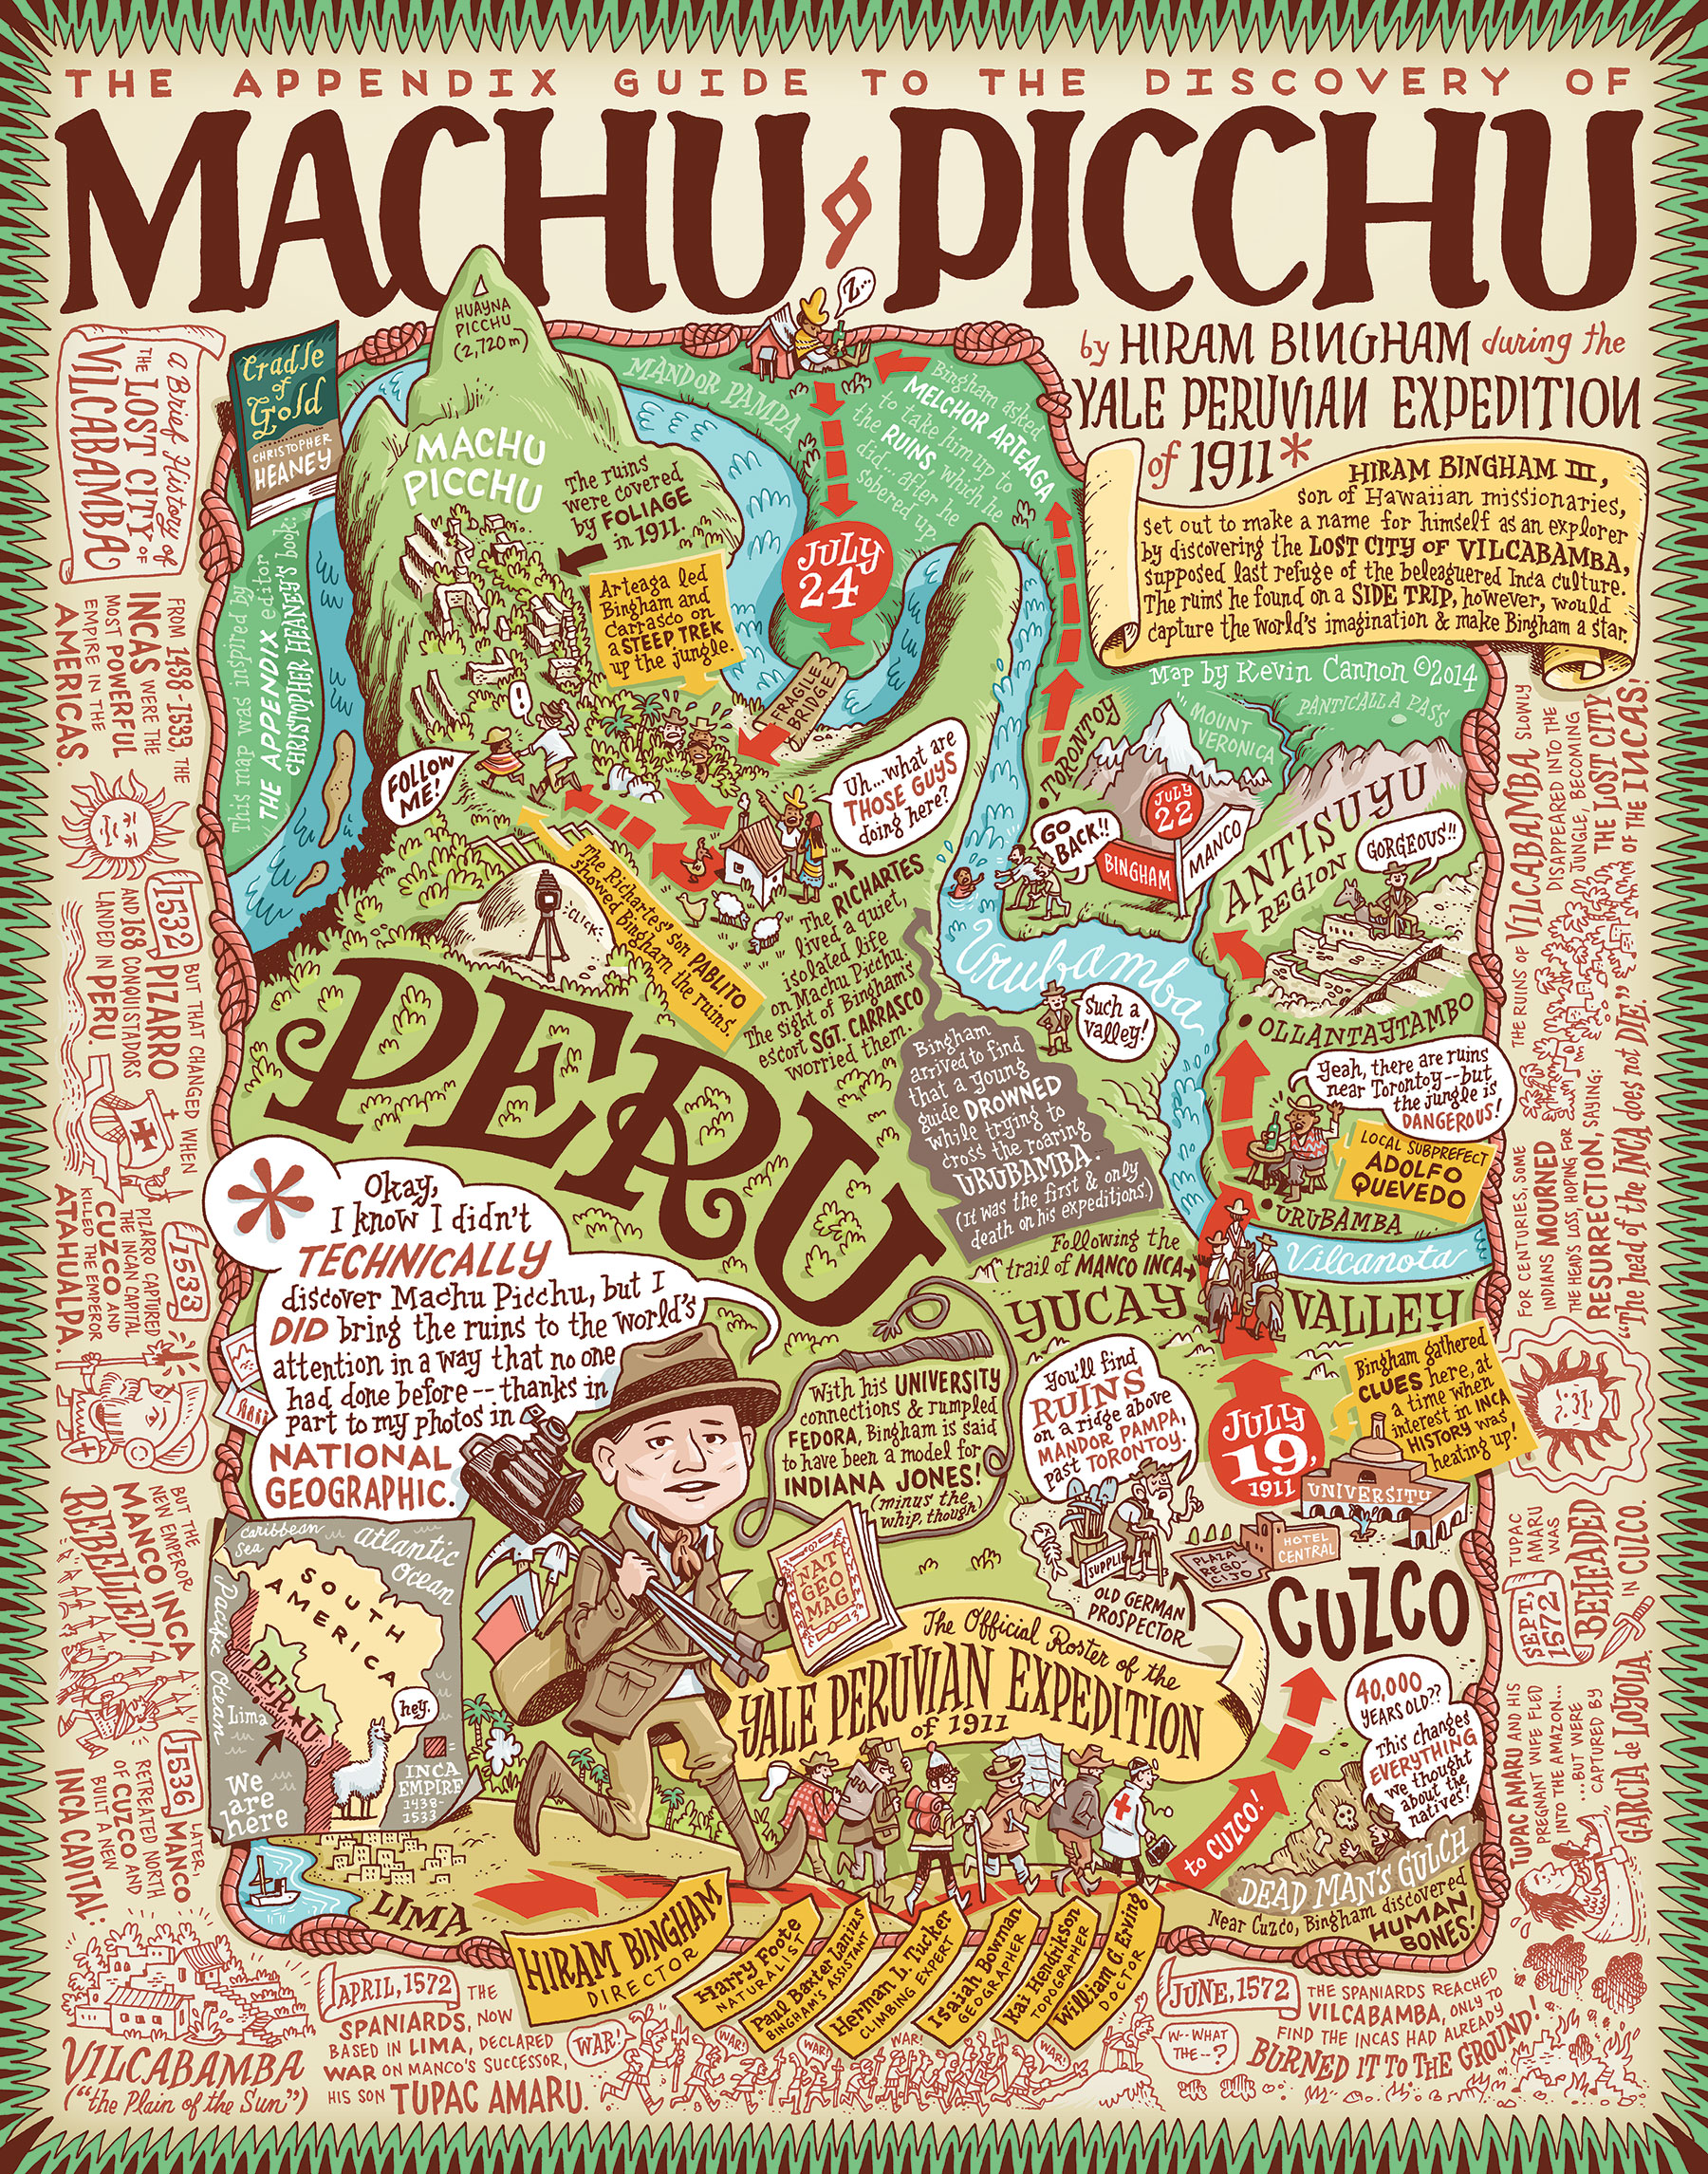 THE APPENDIX GUIDE TO THE DISCOVERY OF
MACHU PICCHU
by HIRAM BINGHAM during the
YALE PERUVIAN EXPEDITION
of 1911*
HIRAM BINGHAM III,
son of Hawaiian missionaries,
set out to make a name for himself as an explorer
by discovering the LOST CITY OF VILCABAMBA,
supposed last refuge of the beleaguered Inca culture.
The ruins he found on a SIDE TRIP, however, would
capture the world's imagination & make Bingham a star.
Map by Kevin Cannon ©2014
Cradle
of
Gold
CHRISTOPHER
HEANEY
This map was inspired by
THE APPENDIX editor
CHRISTOPHER HEANEY's book:
HUAYNA
PICCHU
(2,720 m)
MACHU
PICCHU
The ruins
were covered
by FOLIAGE
in 1911.
MANDOR PAMPA
Z...
Bingham asked
MELCHOR ARTEAGA
to take him up to
the RUINS which he
did... after he
sobered up.
JULY
24
Arteaga led
Bingham and
Carrasco on
a STEEP TREK
up the jungle.
FRAGILE
BRIDGE
!
FOLLOW
ME!
Uh...what are
THOSE GUYS
doing here?
The RICHARTES
lived a quiet,
isolated life
on Machu Picchu.
The sight of Bingham's
escort SGT. CARRASCO
worried them.
The Richartes' son PABLITO
showed Bingham the ruins.
-CLICK-
PERU
TORONTOY
"MOUNT
VERONICA"
PANTICALLA PASS
JULY
22
BINGHAM
MANCO
GO
BACK!!
ANTISUYU
REGION
GORGEOUS!!
Urubamba
OLLANTAYTAMBO
Such a
valley!
Bingham
arrived to find
that a young
guide DROWNED
while trying to
cross the roaring
URUBAMBA.
(It was the first & only
death on his expeditions.)
Yeah, there are ruins
near Torontoy--but
the jungle is
DANGEROUS!
LOCAL SUBPREFECT
ADOLFO
QUEVEDO
URUBAMBA
Vilcanota
Following the
trail of MANCO INCA
YUCAY VALLEY
Bingham gathered
CLUES here, at
a time when
interest in INCA
HISTORY was
heating up!
JULY
19,
1911
UNIVERSITY
HOTEL
CENTRAL
PLAZA
REGO-
CIJO
CUZCO
You'll find
RUINS
on a ridge above
MANDOR PAMPA,
past TORONTOY.
SUPPLI
OLD GERMAN
PROSPECTOR
*
Okay,
I know I didn't
TECHNICALLY
discover Machu Picchu, but I
DID bring the ruins to the world's
attention in a way that no one
had done before--thanks in
part to my photos in
NATIONAL
GEOGRAPHIC.
With his UNIVERSITY
connections & rumpled
FEDORA, Bingham is said
to have been a model for
INDIANA JONES!
(minus the
whip, though)
NAT
GEO
MAG!
caribbean
sea
atlantic
Ocean
Pacific Ocean
SOUTH
AMERICA
PERU
Lima
hey.
We
are
here
INCA
EMPIRE
1438-
1533
The Official Roster of the
YALE PERUVIAN EXPEDITION
of 1911
LIMA
to CUZCO!
40,000
YEARS OLD??
This changes
EVERYTHING
we thought
about the
natives!
DEAD MAN'S GULCH
Near Cuzco, Bingham discovered
HUMAN
BONES!
HIRAM BINGHAM
DIRECTOR
Harry Foote
NATURALIST
Paul Baxter Lanius
BINGHAM'S ASSISTANT
Herman L. Tucker
CLIMBING EXPERT
Isaiah Bowman
GEOGRAPHER
Kai Hendrikson
TOPOGRAPHER
William G. Erving
DOCTOR
a Brief History of
THE LOST CITY OF
VILCABAMBA
FROM 1438-1533, THE
INCAS WERE THE
MOST POWERFUL
EMPIRE IN THE
AMERICAS.
BUT THAT CHANGED WHEN
1532 PIZARRO
AND 168 CONQUISTADORS
LANDED IN PERU.
1533
PIZARRO CAPTURED
THE INCAN CAPITAL
CUZCO AND
KILLED THE EMPEROR
ATAHUALPA.
BUT THE
NEW EMPEROR
MANCO INCA
REBELLED!
1536
LATER,
MANCO
RETREATED NORTH
OF CUZCO AND
BUILT A NEW
INCA CAPITAL:
VILCABAMBA
("the Plain of the Sun")
APRIL, 1572 THE
SPANIARDS, NOW
BASED IN LIMA, DECLARED
WAR ON MANCO'S SUCCESSOR,
HIS SON TUPAC AMARU.
WAR!
WAR!
WAR!
WAR!
WAR!
JUNE, 1572 THE SPANIARDS REACHED
VILCABAMBA, ONLY TO
FIND THE INCAS HAD ALREADY
BURNED IT TO THE GROUND!
W--WHAT
THE--?
TUPAC AMARU AND HIS
PREGNANT WIFE FLED
INTO THE AMAZON...
...BUT WERE
CAPTURED BY
GARCIA de LOYOLA
SEPT.
1572
TUPAC
AMARU
WAS
BEHEADED
IN CUZCO.
FOR CENTURIES, SOME
INDIANS MOURNED
THE HEAD'S LOSS, HOPING FOR
RESURRECTION, SAYING:
"The head of the INCA does not DIE."
THE RUINS OF VILCABAMBA SLOWLY
DISAPPEARED INTO THE
JUNGLE, BECOMING
THE LOST CITY
OF THE INCAS.